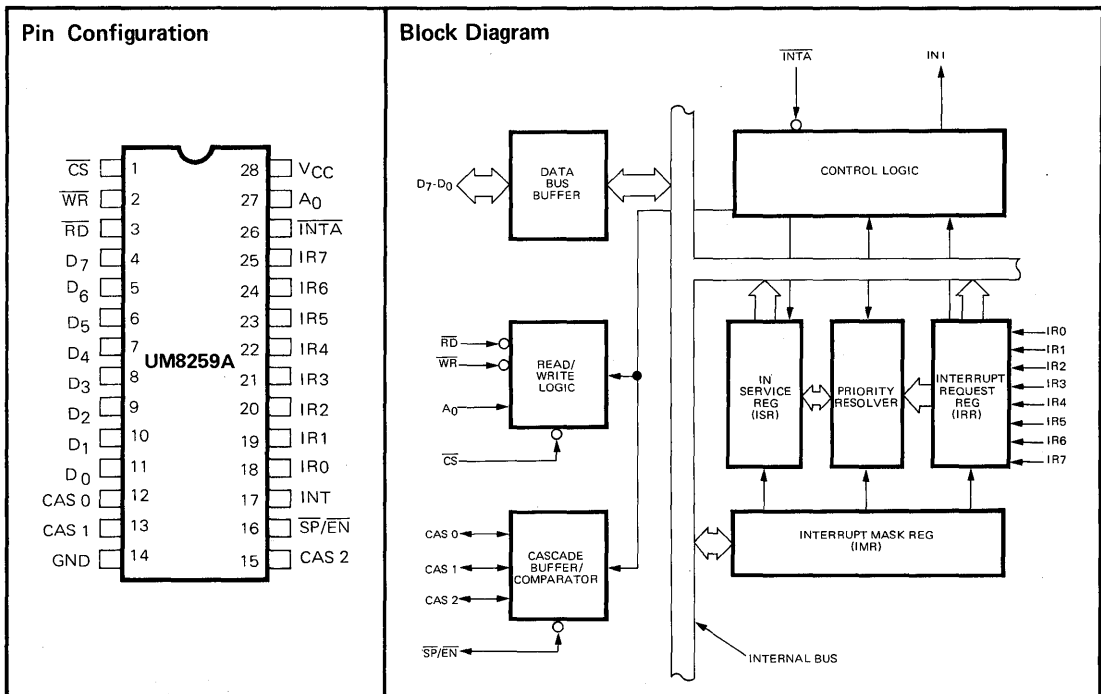 Pin Configuration
CS 1 28 VCC
WR 2 27 A0
RD 3 26 INTA
D7 4 25 IR7
D6 5 24 IR6
D5 6 23 IR5
D4 7 22 IR4
UM8259A
D3 8 21 IR3
D2 9 20 IR2
D1 10 19 IR1
D0 11 18 IR0
CAS 0 12 17 INT
CAS 1 13 16 SP/EN
GND 14 15 CAS 2
Block Diagram
INTA
INT
D7-D0
DATA
BUS
BUFFER
CONTROL LOGIC
RD
WR
A0
CS
READ/
WRITE
LOGIC
IN
SERVICE
REG
(ISR)
PRIORITY
RESOLVER
INTERRUPT
REQUEST
REG
(IRR)
IR0
IR1
IR2
IR3
IR4
IR5
IR6
IR7
CAS 0
CAS 1
CAS 2
SP/EN
CASCADE
BUFFER/
COMPARATOR
INTERRUPT MASK REG
(IMR)
INTERNAL BUS